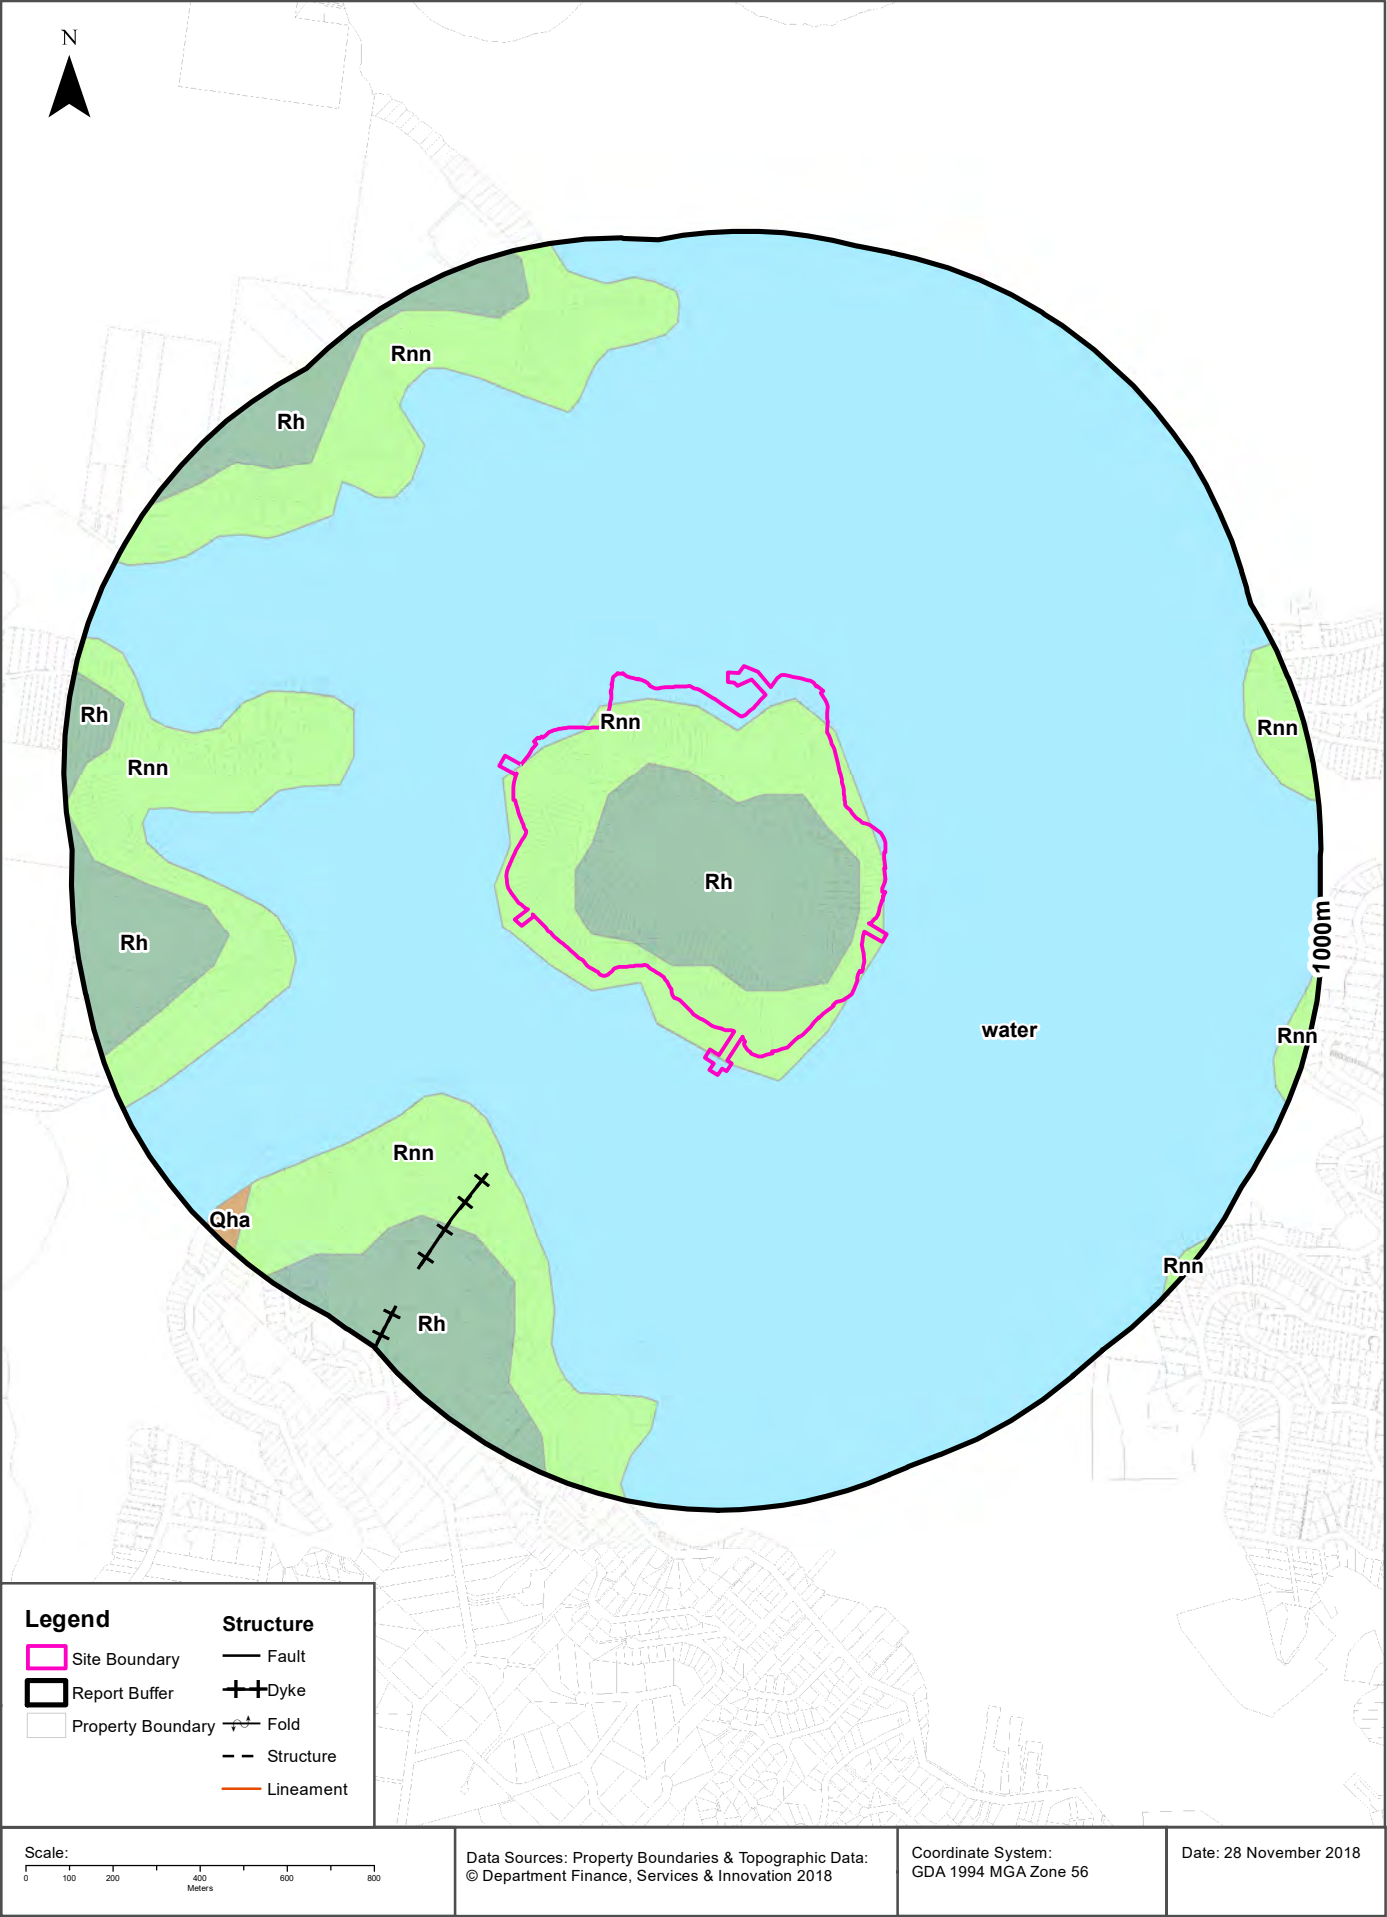 N
Rnn
Rh
Rh
Rnn
Rnn
Rnn
Rh
Rh
1000m
water
Rnn
Rnn
Qha
Rnn
Rh
Legend
Site Boundary
Report Buffer
Property Boundary
Structure
Fault
Dyke
Fold
Structure
Lineament
Scale:
0 100 200 400 600 800
Meters
Data Sources: Property Boundaries & Topographic Data:
© Department Finance, Services & Innovation 2018
Coordinate System:
GDA 1994 MGA Zone 56
Date: 28 November 2018